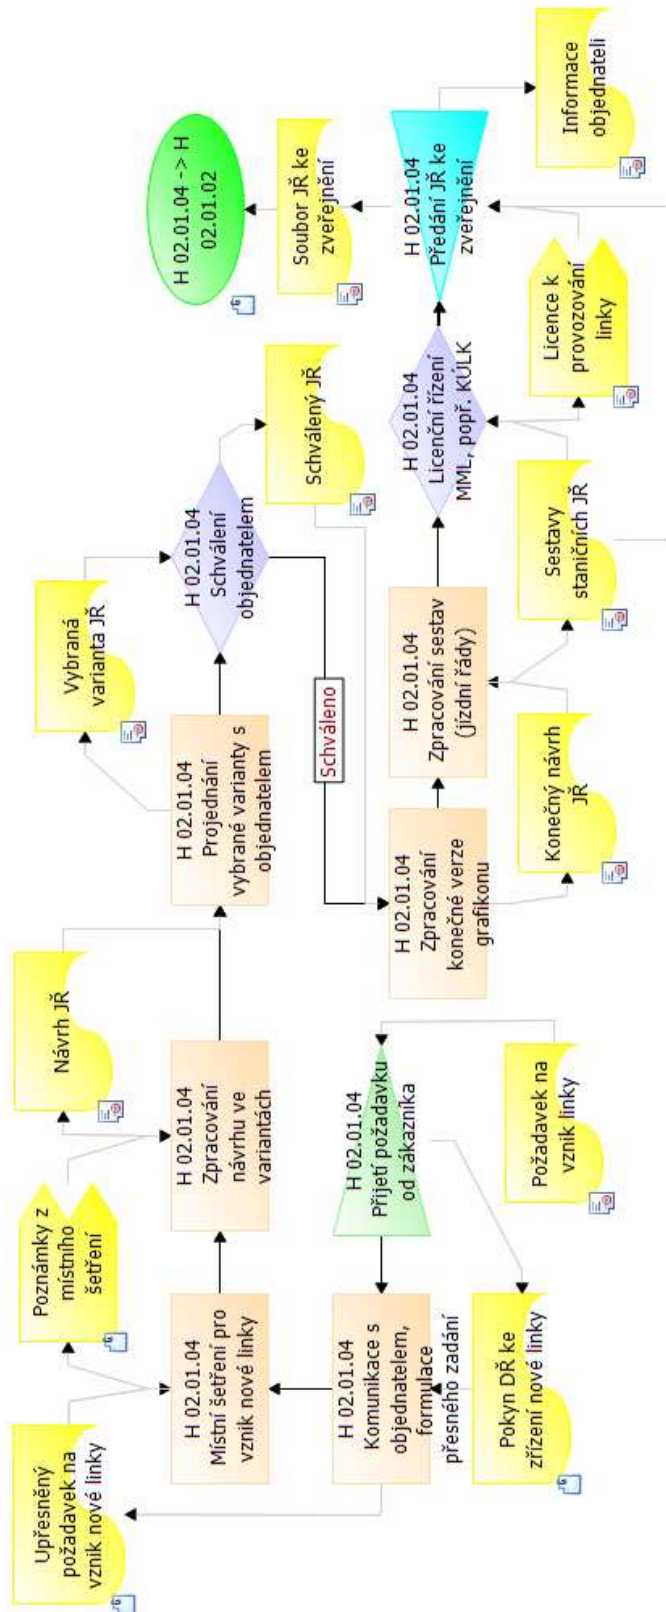 Upřesněný
požadavek na
vznik nové linky
Poznámky z
místního
šetření
Návrh JŘ
Vybraná
varianta JŘ
H 02.01.04
Místní šetření pro
vznik nové linky
H 02.01.04
Zpracování
návrhu ve
variantách
H 02.01.04
Projednání
vybrané varianty s
objednatelem
H 02.01.04
Schválení
objednatelem
Schválený JŘ
H 02.01.04 -> H
02.01.02
Soubor JŘ ke
zveřejnění
Schváleno
H 02.01.04
Komunikace s
objednatelem,
formulace
přesného zadání
H 02.01.04
Přijetí požadavku
od zákazníka
H 02.01.04
Zpracování
konečné verze
grafikonu
H 02.01.04
Zpracování sestav
(jízdní řády)
H 02.01.04
Licenční řízení
MML, popř. KÚLK
H 02.01.04
Předání JŘ ke
zveřejnění
Pokyn DŘ ke
zřízení nové linky
Požadavek na
vznik linky
Konečný návrh
JŘ
Sestavy
staničních JŘ
Licence k
provozování
linky
Informace
objednateli